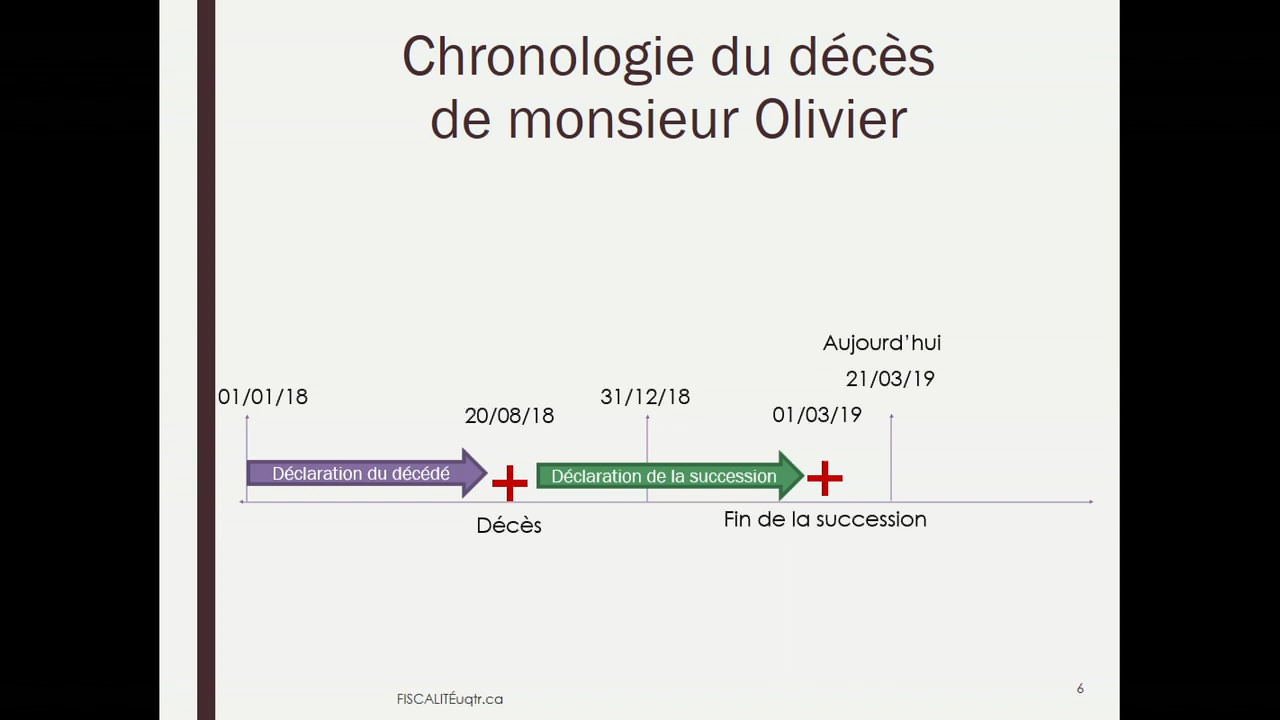 Chronologie du décès
de monsieur Olivier
Aujourd’hui
21/03/19
01/01/18
31/12/18
20/08/18
01/03/19
Déclaration du décédé
Déclaration de la succession
Décès
Fin de la succession
FISCALITÉuqtr.ca
6